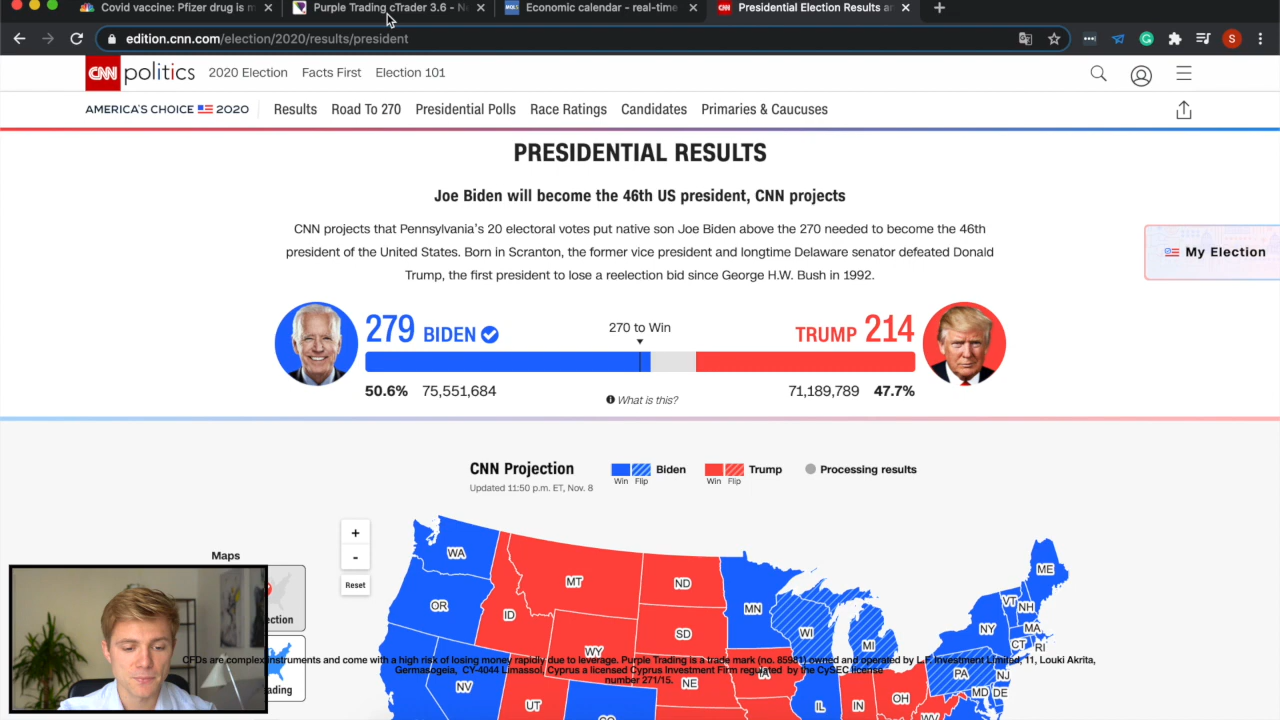 Covid vaccine: Pfizer drug is m
Purple Trading cTrader 3.6 - N
Economic calendar - real-time
Presidential Election Results a
edition.cnn.com/election/2020/results/president
S
CNN politics 2020 Election Facts First Election 101
AMERICA'S CHOICE 2020 Results Road To 270 Presidential Polls Race Ratings Candidates Primaries & Caucuses
PRESIDENTIAL RESULTS
Joe Biden will become the 46th US president, CNN projects
CNN projects that Pennsylvania's 20 electoral votes put native son Joe Biden above the 270 needed to become the 46th
president of the United States. Born in Scranton, the former vice president and longtime Delaware senator defeated Donald
Trump, the first president to lose a reelection bid since George H.W. Bush in 1992.
My Election
279 BIDEN
270 to Win
TRUMP 214
50.6% 75,551,684
What is this?
71,189,789 47.7%
CNN Projection
Updated 11:50 p.m. ET, Nov. 8
Biden
Win Flip
Trump
Win Flip
Processing results
Maps
+
-
Reset
ection
ading
WA
MT
ND
ME
OR
ID
MN
VT
NH
SD
WI
MI
NY
MA
CT
RI
WY
PA
NJ
NV
NE
IA
OH
MD
DE
UT
CO
IL
IN
WV
CFDs are complex instruments and come with a high risk of losing money rapidly due to leverage. Purple Trading is a trade mark (no. 85981) owned and operated by L.F. Investment Limited, 11, Louki Akrita,
Germasogeia, CY-4044 Limassol, Cyprus a licensed Cyprus Investment Firm regulated by the CySEC license
number 271/15.